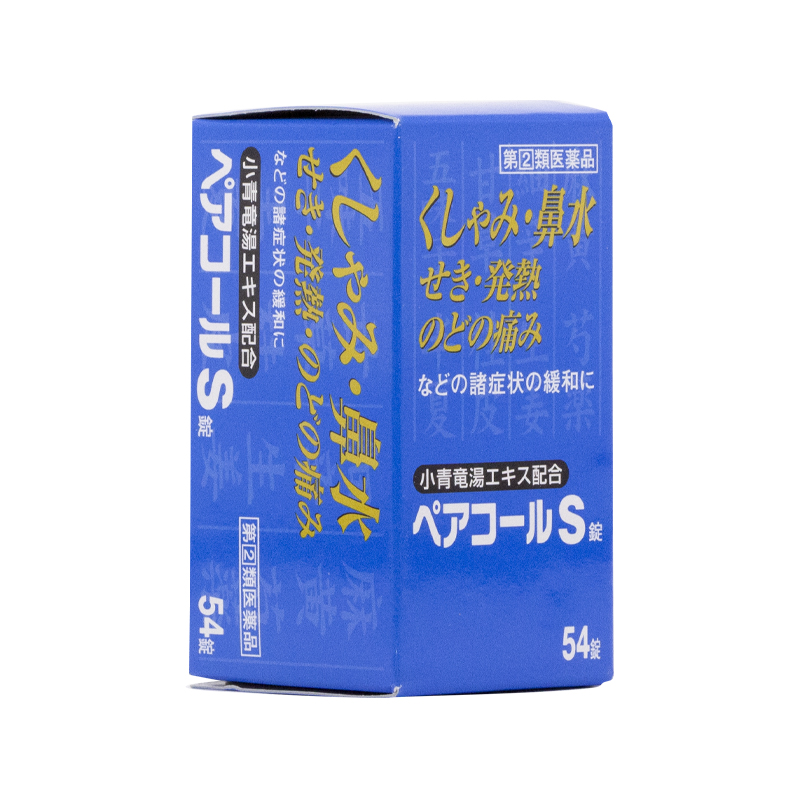 くしゃみ・鼻水
せき・発熱・のどの痛み
などの諸症状の緩和に
小青竜湯エキス配合
ペアコールS錠
第②類医薬品
54錠
第②類医薬品
くしゃみ・鼻水
せき・発熱
のどの痛み
などの諸症状の緩和に
小青竜湯エキス配合
ペアコールS錠
54錠